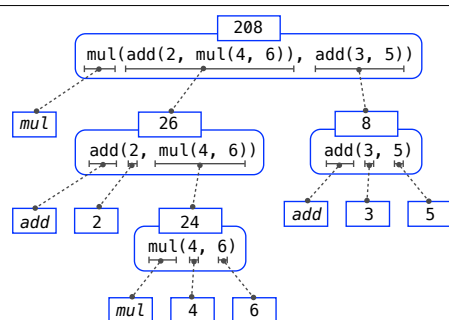 208
mul(add(2, mul(4, 6)), add(3, 5))
mul
26
8
add(2, mul(4, 6))
add(3, 5)
add
2
24
add
3
5
mul(4, 6)
mul
4
6